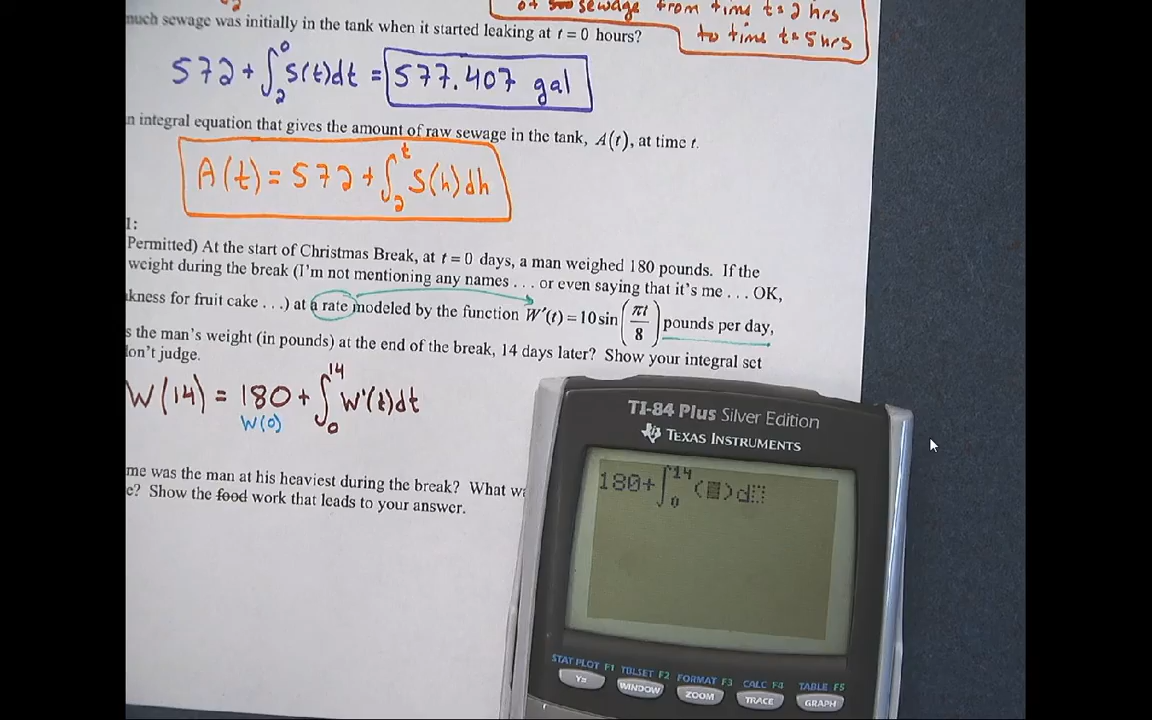 of sewage from time t=2 hrs
to time t=5 hrs
much sewage was initially in the tank when it started leaking at t = 0 hours?
572 + ∫₂⁰ S(t)dt = 577.407 gal
n integral equation that gives the amount of raw sewage in the tank, A(t), at time t.
A(t) = 572 + ∫₂ᵗ S(h)dh
1:
Permitted) At the start of Christmas Break, at t = 0 days, a man weighed 180 pounds. If the
weight during the break (I'm not mentioning any names . . . or even saying that it's me . . . OK,
akness for fruit cake . . .) at a rate modeled by the function W'(t) = 10 sin(πt/8) pounds per day,
s the man's weight (in pounds) at the end of the break, 14 days later? Show your integral set
on't judge.
W(14) = 180 + ∫₀¹⁴ W'(t)dt
W(0)
me was the man at his heaviest during the break? What w
e? Show the food work that leads to your answer.
TI-84 Plus Silver Edition
TEXAS INSTRUMENTS
180+∫₀¹⁴( )d
STAT PLOT F1 TBLSET F2 FORMAT F3 CALC F4 TABLE F5
Y= WINDOW ZOOM TRACE GRAPH